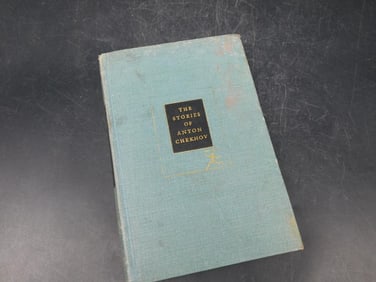 THE
STORIES
OF
ANTON
CHEKHOV